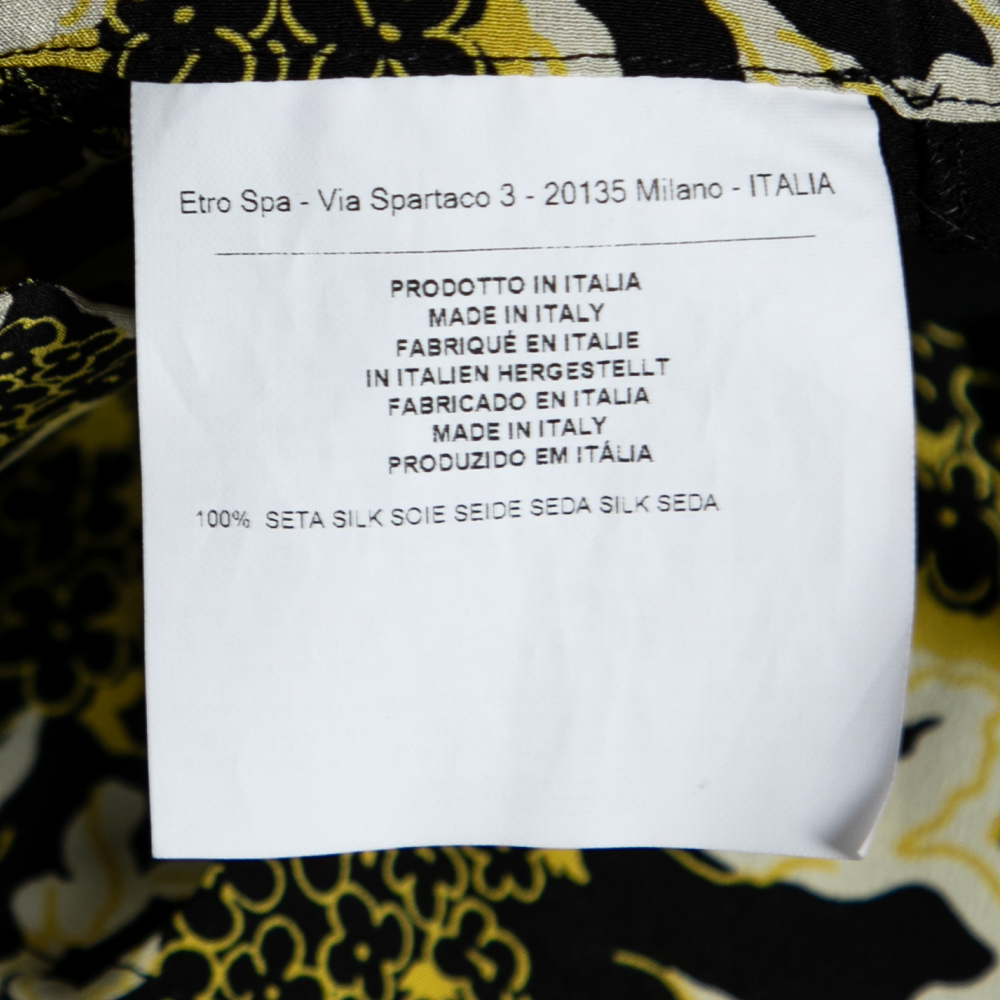 Etro Spa - Via Spartaco 3 - 20135 Milano - ITALIA
PRODOTTO IN ITALIA
MADE IN ITALY
FABRIQUÉ EN ITALIE
IN ITALIEN HERGESTELLT
FABRICADO EN ITALIA
MADE IN ITALY
PRODUZIDO EM ITÁLIA
100% SETA SILK SOIE SEIDE SEDA SILK SEDA